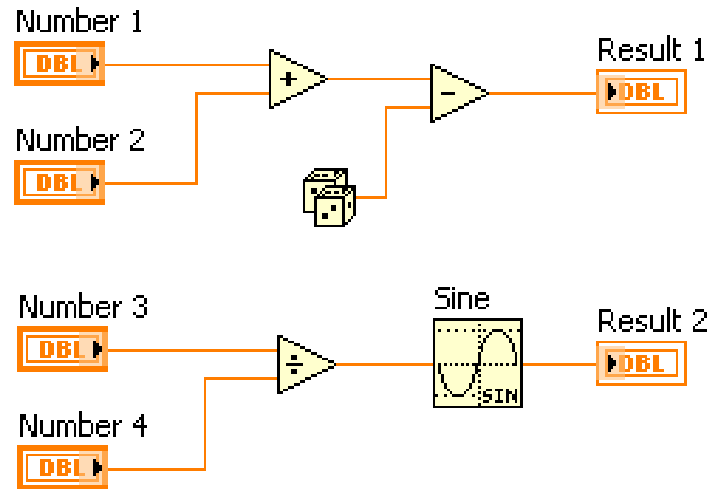 Number 1
DBL
Result 1
DBL
+
-
Number 2
DBL
Number 3
DBL
Sine
SIN
Result 2
DBL
÷
Number 4
DBL